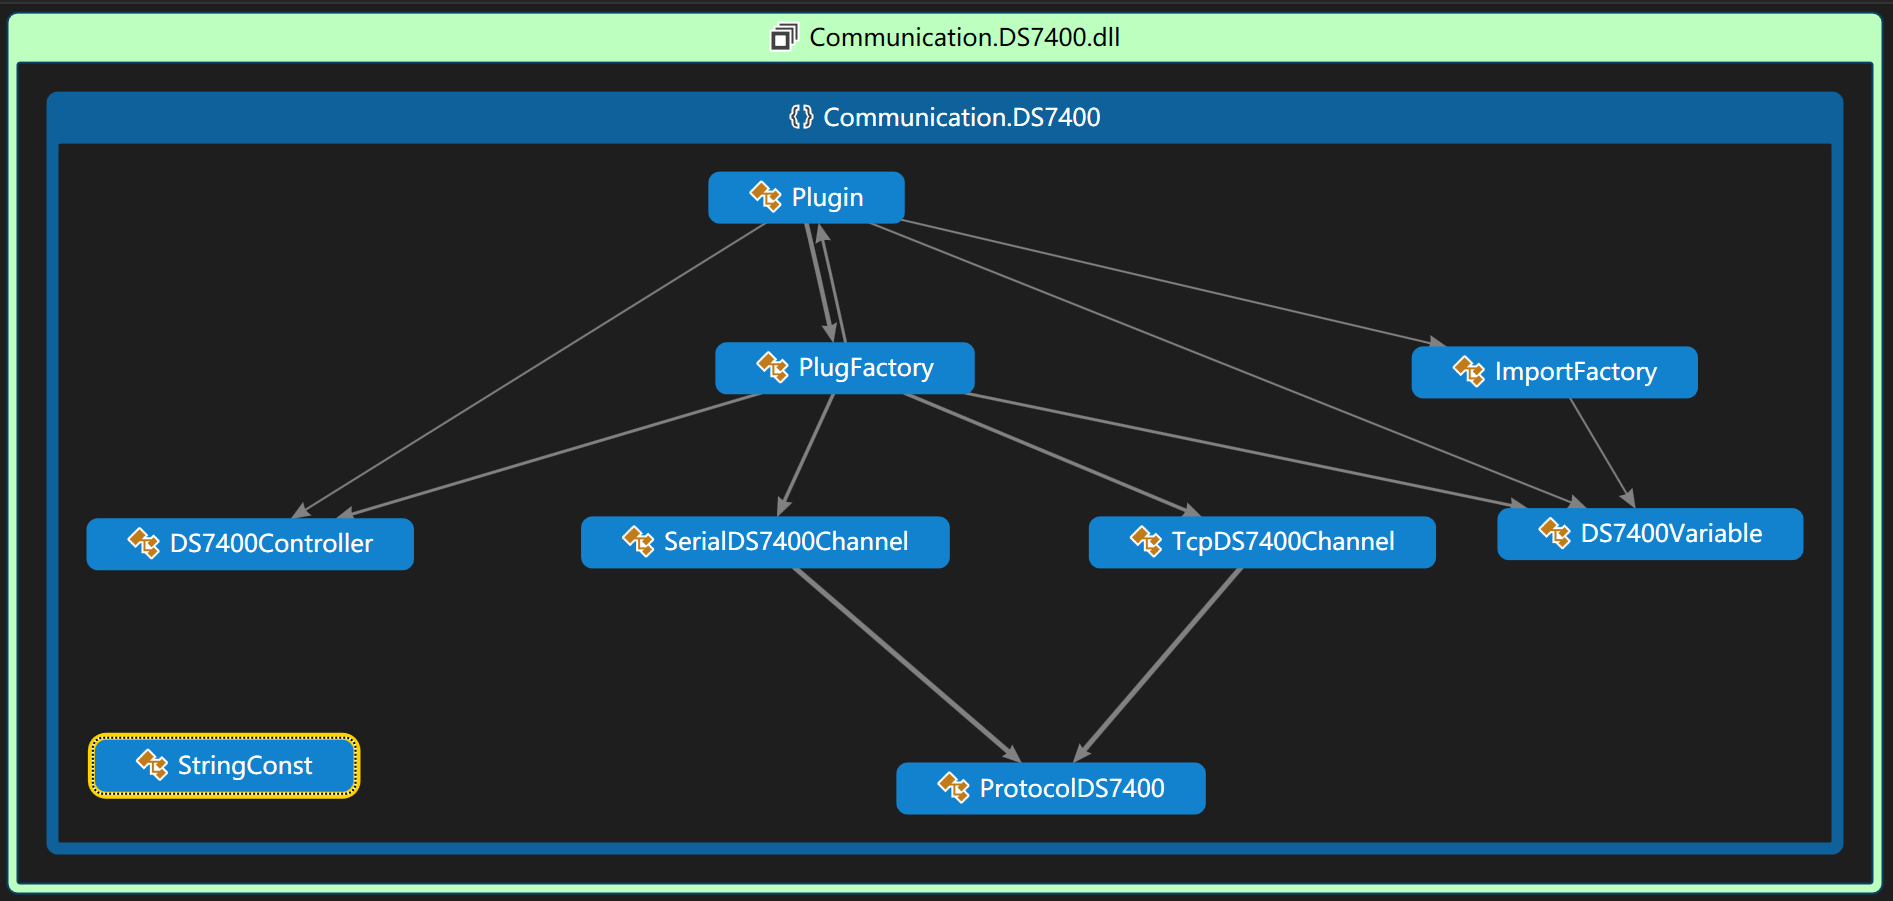 Communication.DS7400.dll
Communication.DS7400
Plugin
PlugFactory
ImportFactory
DS7400Controller
SerialDS7400Channel
TcpDS7400Channel
DS7400Variable
StringConst
ProtocolDS7400